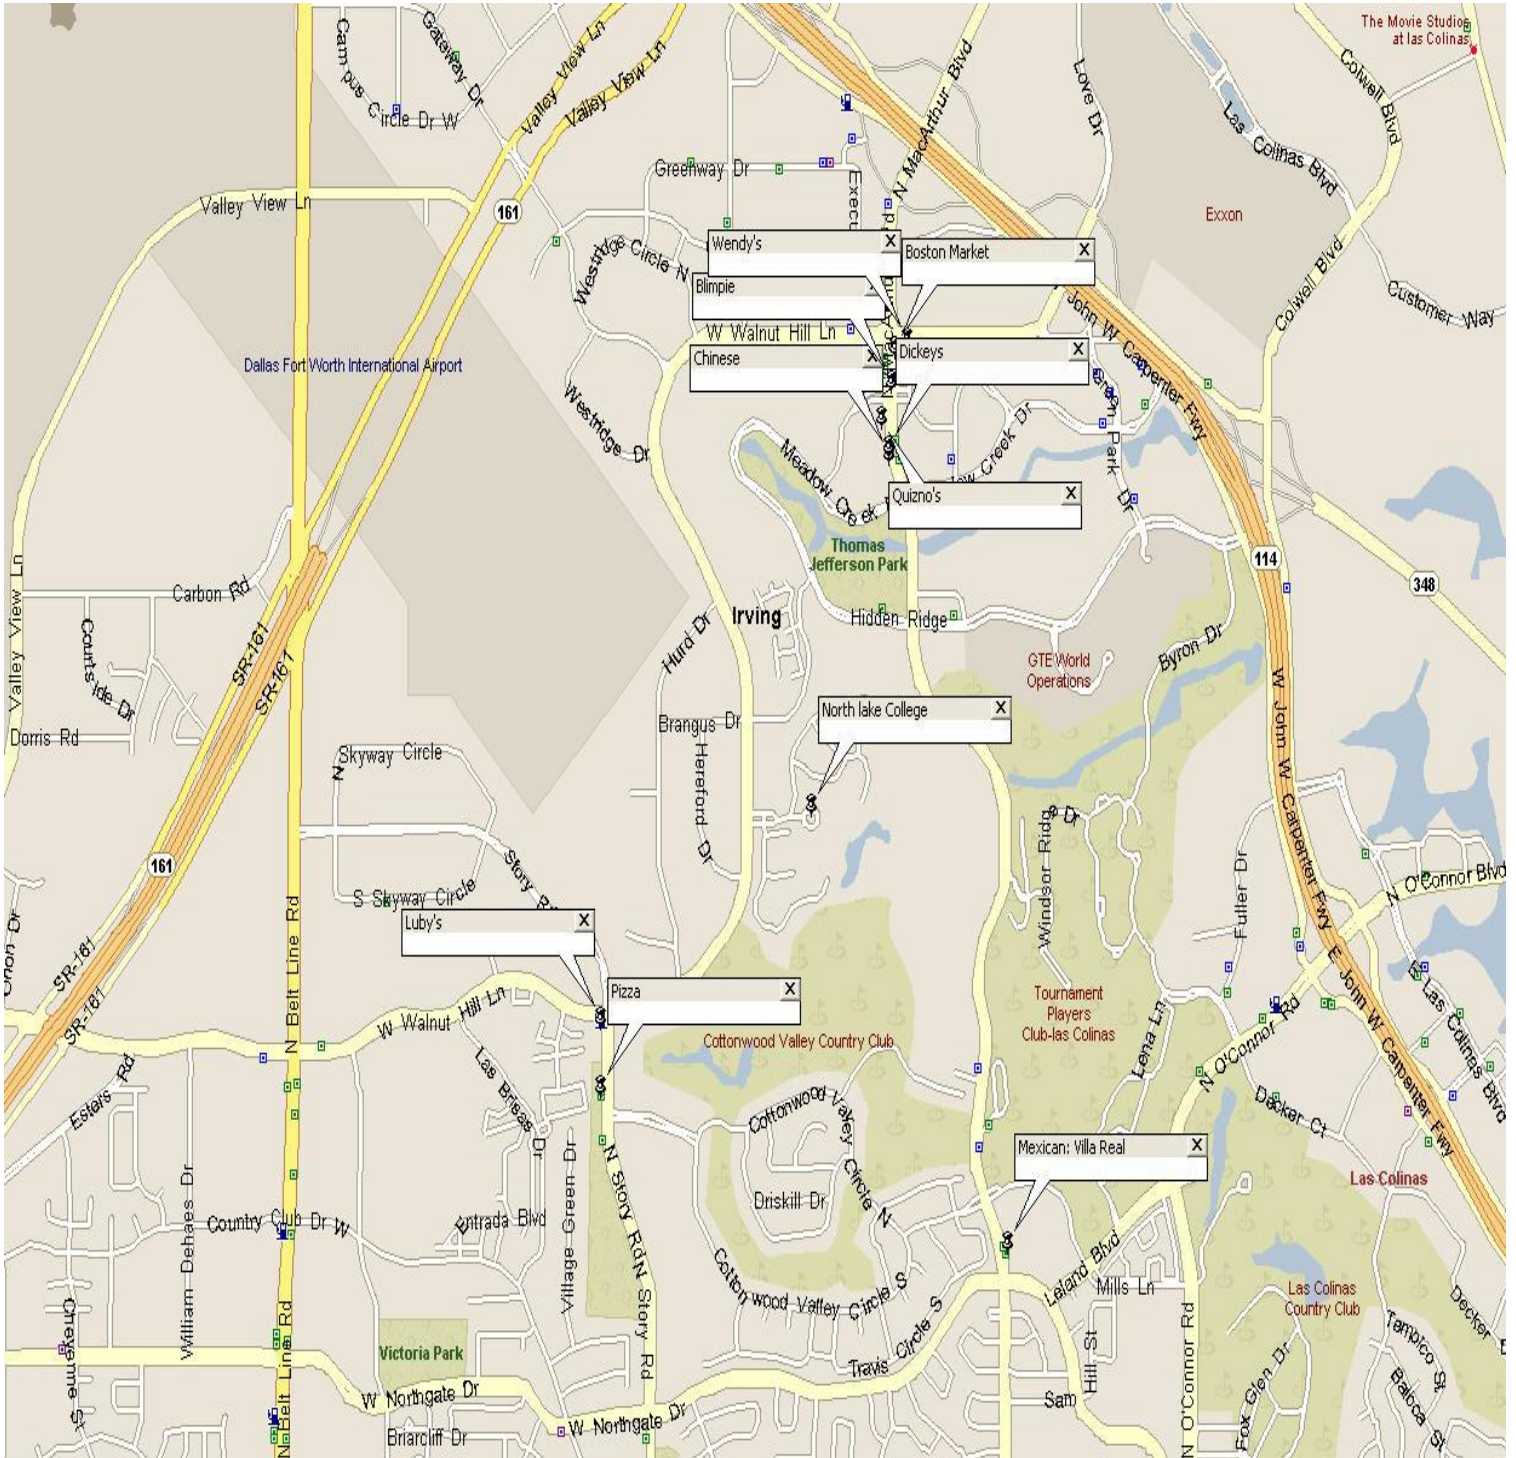 The Movie Studios
at las Colinas
Campus Circle Dr W
Gateway Dr
Valley View Ln
Valley View Ln
N MacArthur Blvd
Love Dr
Colwell Blvd
Las Colinas Blvd
Greenway Dr
Valley View Ln
161
Exxon
Westridge Circle N
Wendy's
Boston Market
Blimpie
Colwell Blvd
Customer Way
W Walnut Hill Ln
John W Carpenter Fwy
Chinese
Dickeys
Dallas Fort Worth International Airport
Westridge Dr
Meadow Creek
Creek Dr
Park Dr
Quizno's
Thomas
Jefferson Park
114
348
Valley View Ln
Carbon Rd
Irving
Hidden Ridge
Courtside Dr
SR-161
SR-161
Hurd Dr
Byron Dr
GTE World
Operations
W John W Carpenter Fwy
Dorris Rd
Brangus Dr
North lake College
N Skyway Circle
Hereford Dr
Windsor Ridge Dr
161
Story R
S Skyway Circle
Fuller Dr
N O'Connor Blvd
Luby's
N Belt Line Rd
SR-161
SR-161
Pizza
W Walnut Hill Ln
Tournament
Players
Club-las Colinas
E John W Carpenter Fwy
E Las Colinas Blvd
Cottonwood Valley Country Club
Lena Ln
N O'Connor Rd
Esters Rd
Las Brisas Dr
Cottonwood Valley Circle N
Decker Ct
Mexican: Villa Real
Las Colinas
William Dehaes Dr
Country Club Dr W
Entrada Blvd
Village Green Dr
N Story Rd
N Story Rd
Driskill Dr
Cottonwood Valley Circle S
Leland Blvd
Mills Ln
Las Colinas
Country Club
Decker
Cheyenne St
N Belt Line Rd
Victoria Park
Travis Circle S
Hill St
N O'Connor Rd
Tampico St
W Northgate Dr
W Northgate Dr
Sam
Fox Glen Dr
Balboa St
Briarcliff Dr